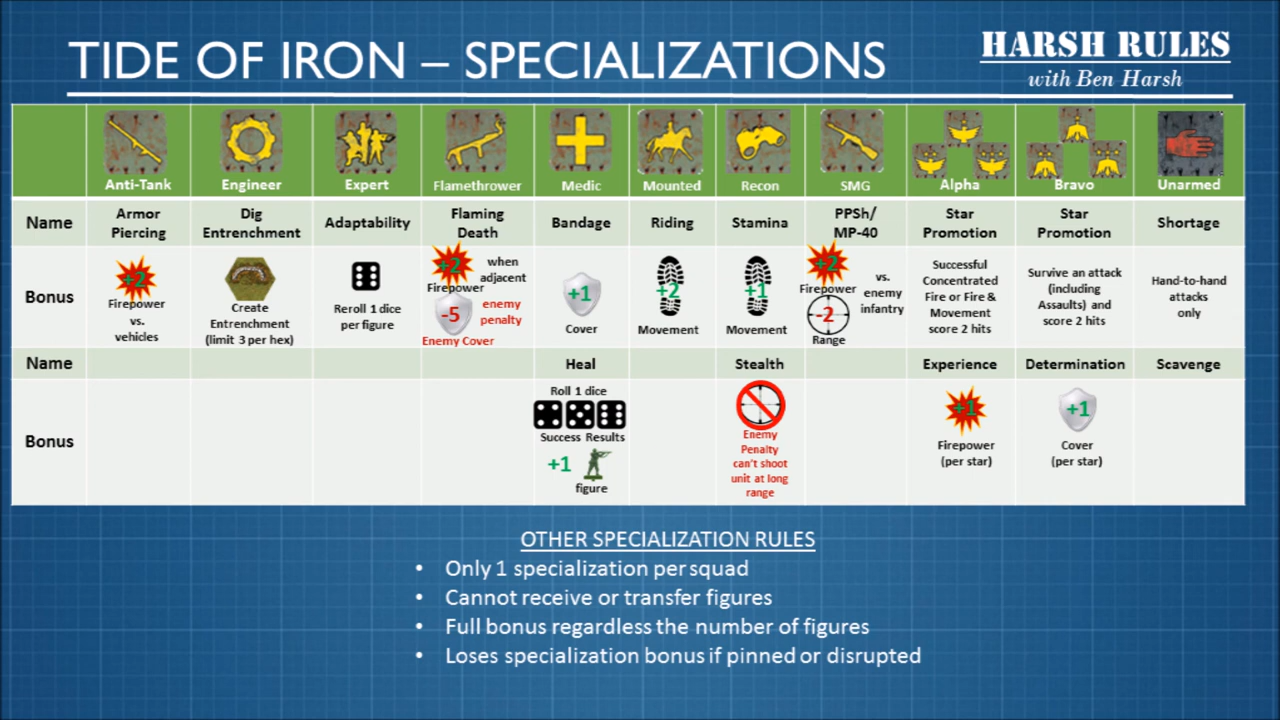 TIDE OF IRON – SPECIALIZATIONS
HARSH RULES
with Ben Harsh
Anti-Tank
Engineer
Expert
Flamethrower
Medic
Mounted
Recon
SMG
Alpha
Bravo
Unarmed
Name
Armor
Piercing
Dig
Entrenchment
Adaptability
Flaming
Death
Bandage
Riding
Stamina
PPSh/
MP-40
Star
Promotion
Star
Promotion
Shortage
Bonus
+2
Firepower
vs.
vehicles
Create
Entrenchment
(limit 3 per hex)
Reroll 1 dice
per figure
+2
Firepower
when
adjacent
-5
enemy
penalty
Enemy Cover
+1
Cover
+2
Movement
+1
Movement
+2
Firepower
vs.
enemy
infantry
-2
Range
Successful
Concentrated
Fire or Fire &
Movement
score 2 hits
Survive an attack
(including
Assaults) and
score 2 hits
Hand-to-hand
attacks
only
Name
Heal
Stealth
Experience
Determination
Scavenge
Bonus
Roll 1 dice
Success Results
+1
figure
Enemy
Penalty
can't shoot
unit at long
range
+1
Firepower
(per star)
+1
Cover
(per star)
OTHER SPECIALIZATION RULES
• Only 1 specialization per squad
• Cannot receive or transfer figures
• Full bonus regardless the number of figures
• Loses specialization bonus if pinned or disrupted